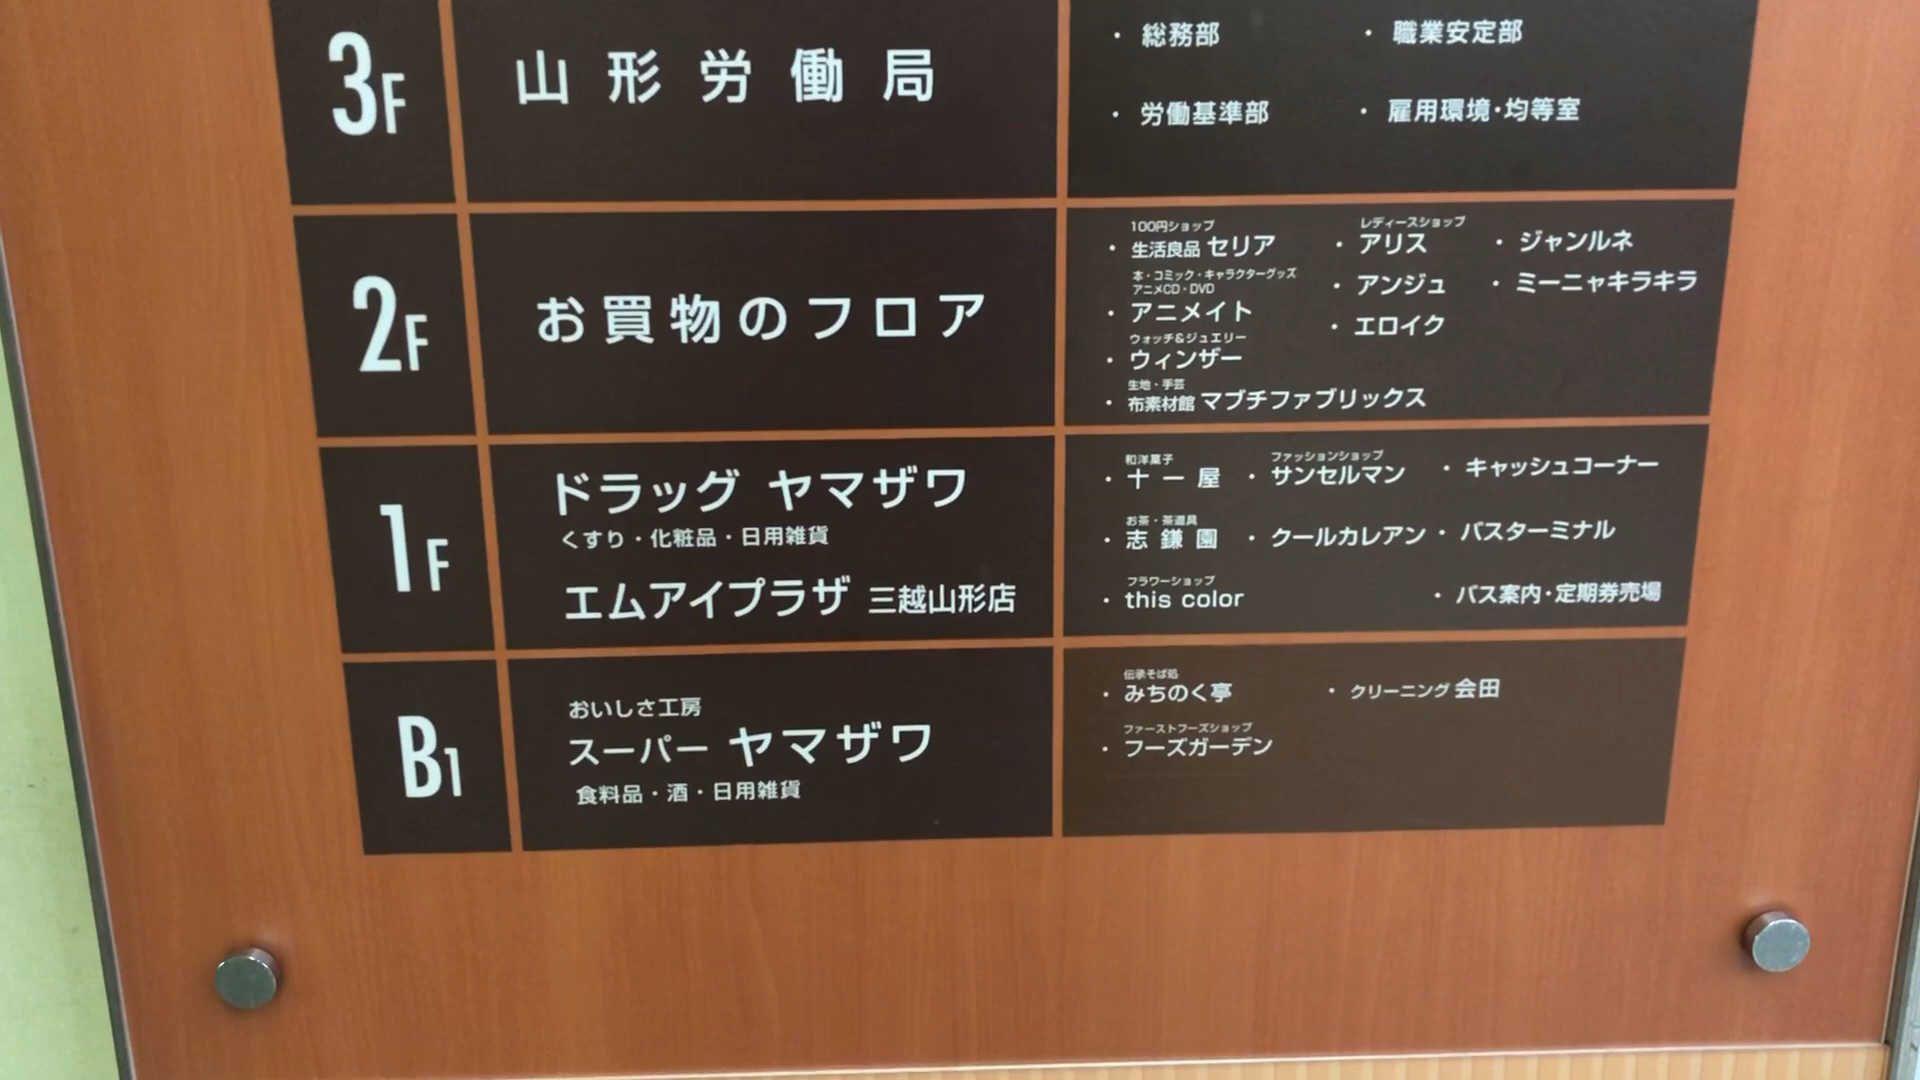 3F
山形労働局
・総務部
・職業安定部
・労働基準部
・雇用環境・均等室
2F
お買物のフロア
100円ショップ
・生活良品 セリア
本・コミック・キャラクターグッズ
アニメCD・DVD
・アニメイト
ウォッチ&ジュエリー
・ウィンザー
生地・手芸
・布素材館 マブチファブリックス
レディースショップ
・アリス
・アンジュ
・エロイク
・ジャンルネ
・ミーニャキラキラ
1F
ドラッグ ヤマザワ
くすり・化粧品・日用雑貨
エムアイプラザ 三越山形店
和洋菓子
・十一屋
お茶・茶道具
・志鎌園
フラワーショップ
・this color
ファッションショップ
・サンセルマン
・クールカレアン
・キャッシュコーナー
・バスターミナル
・バス案内・定期券売場
B1
おいしさ工房
スーパー ヤマザワ
食料品・酒・日用雑貨
伝承そば処
・みちのく亭
ファーストフーズショップ
・フーズガーデン
・クリーニング 会田